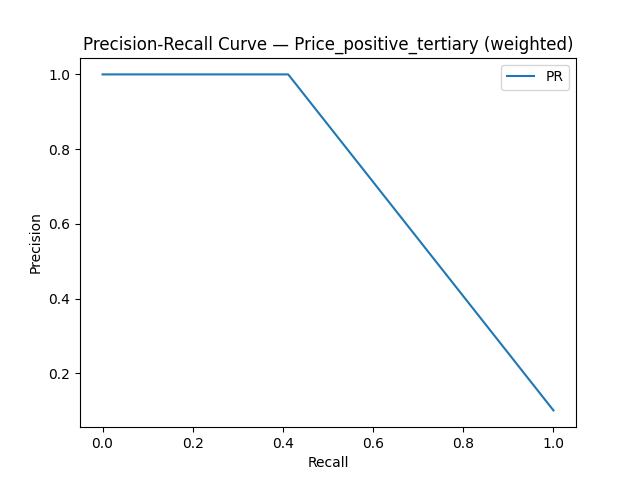 Precision-Recall Curve — Price_positive_tertiary (weighted)
PR
1.0
0.8
0.6
0.4
0.2
Precision
0.0 0.2 0.4 0.6 0.8 1.0
Recall